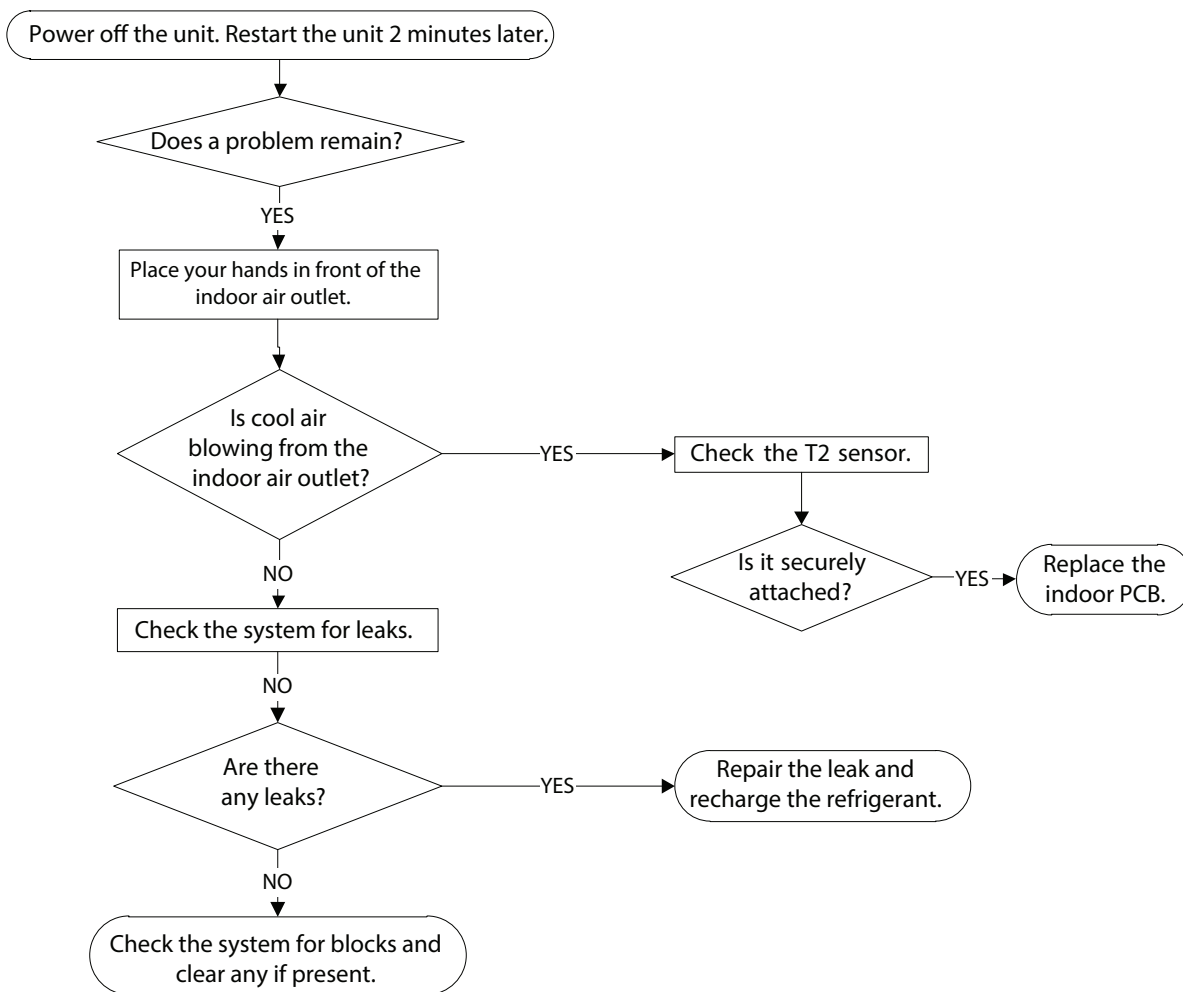 Power off the unit. Restart the unit 2 minutes later.
Does a problem remain?
YES
Place your hands in front of the
indoor air outlet.
Is cool air
blowing from the
indoor air outlet?
YES
Check the T2 sensor.
Is it securely
attached?
YES
Replace the
indoor PCB.
NO
Check the system for leaks.
NO
Are there
any leaks?
YES
Repair the leak and
recharge the refrigerant.
NO
Check the system for blocks and
clear any if present.